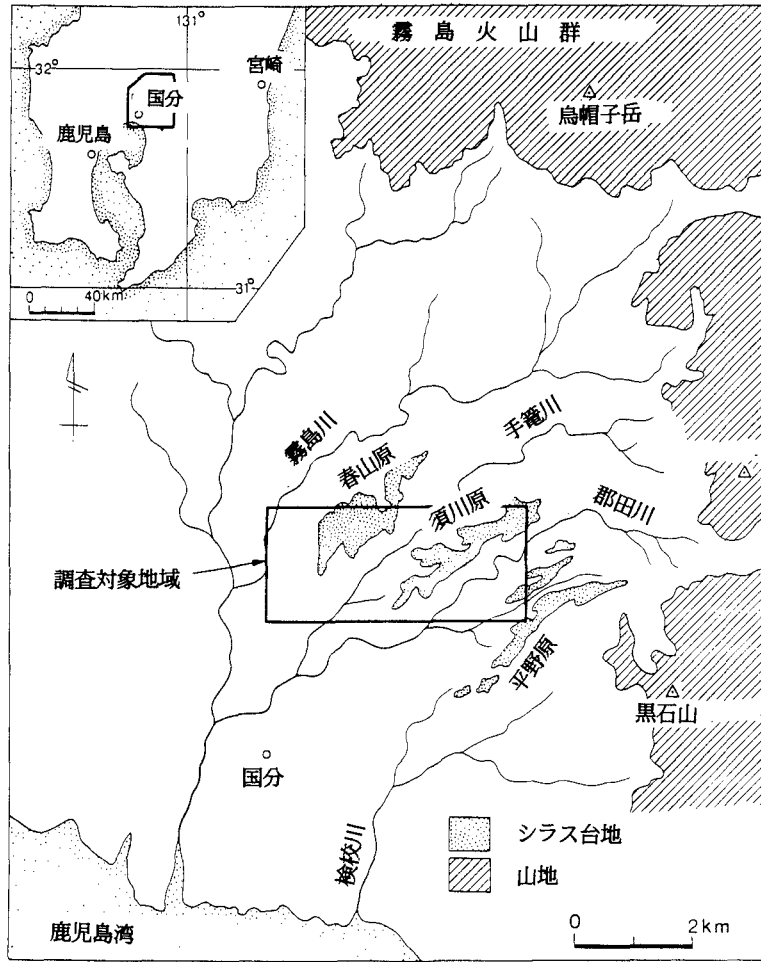 131°
32°
宮崎
国分
鹿児島
31°
0 40km
霧島火山群
烏帽子岳
霧島川
春山原
手篭川
須川原
郡田川
調査対象地域
平野原
黒石山
国分
検校川
シラス台地
山地
鹿児島湾
0 2km